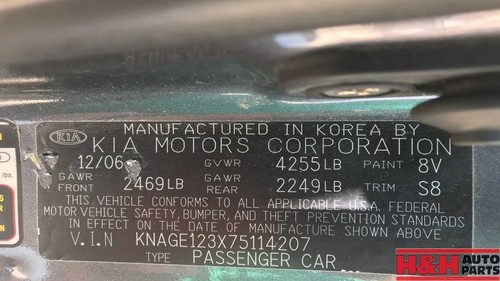 MANUFACTURED IN KOREA BY
KIA KIA MOTORS CORPORATION
12/06 GVWR 4255LB PAINT 8V
GAWR FRONT 2469LB GAWR REAR 2249LB TRIM S8
THIS VEHICLE CONFORMS TO ALL APPLICABLE U.S.A. FEDERAL
MOTOR VEHICLE SAFETY, BUMPER, AND THEFT PREVENTION STANDARDS
IN EFFECT ON THE DATE OF MANUFACTURE SHOWN ABOVE.
V.I.N KNAGE123X75114207
TYPE PASSENGER CAR
H&H AUTO PARTS